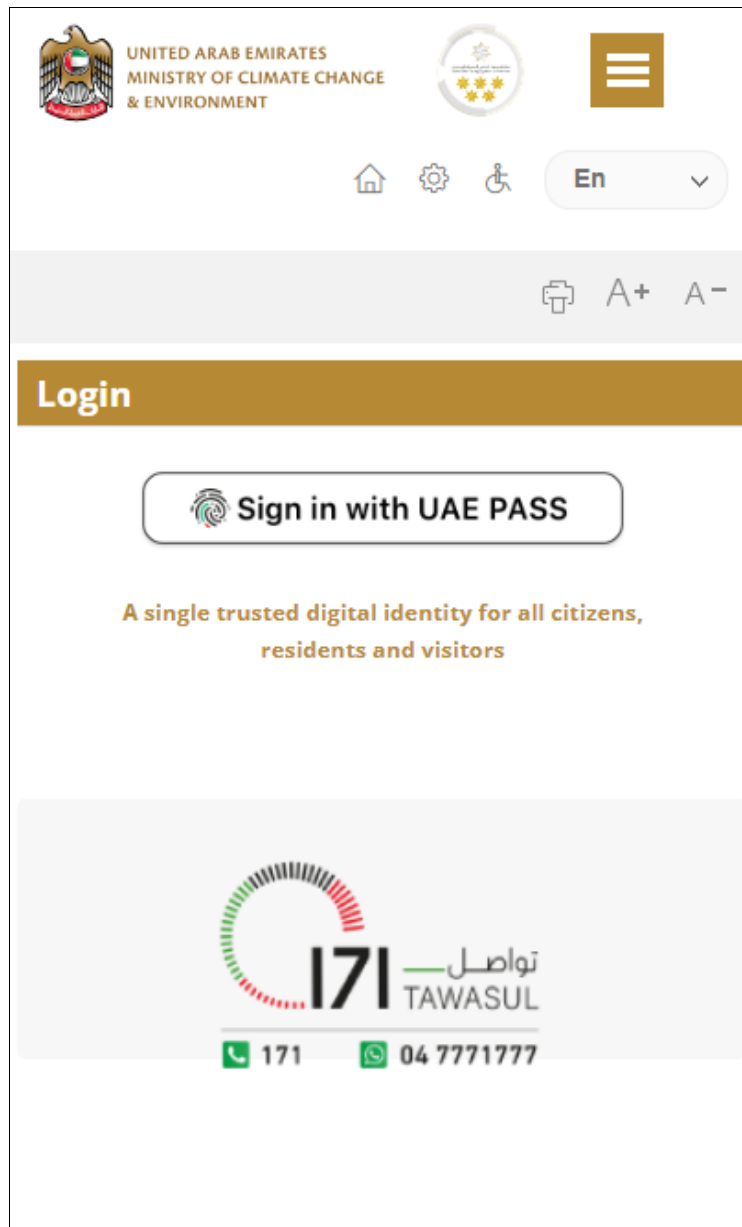 UNITED ARAB EMIRATES
MINISTRY OF CLIMATE CHANGE
& ENVIRONMENT
En
A+ A-
Login
Sign in with UAE PASS
A single trusted digital identity for all citizens,
residents and visitors
171 تواصل
TAWASUL
171 04 7771777